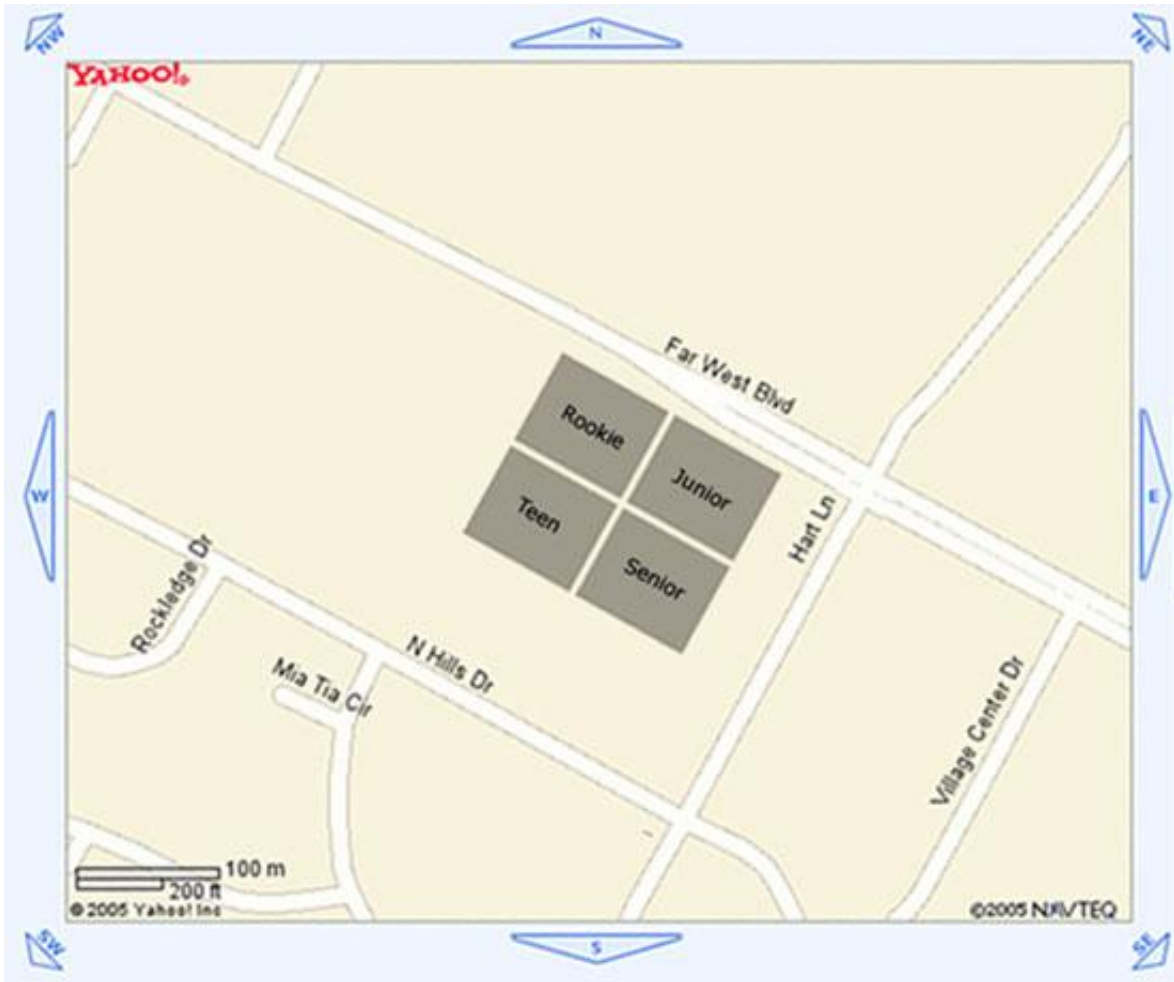 NW
N
NE
YAHOO!
Far West Blvd
Rookie
Junior
W
E
Teen
Hart Ln
Senior
Rockledge Dr
N Hills Dr
Mia Tia Cir
Village Center Dr
100 m
200 ft
©2005 Yahoo! Inc
©2005 NAVTEQ
SW
S
SE